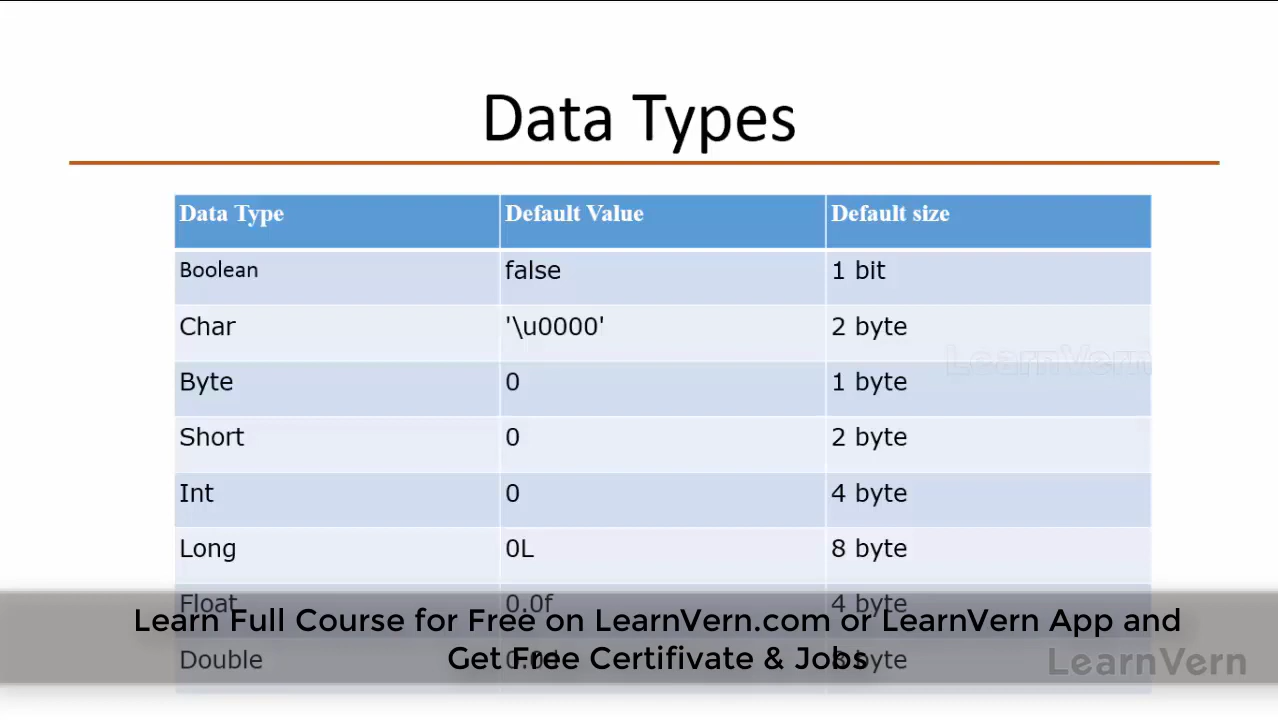 Data Types
Data Type Default Value Default size
Boolean false 1 bit
Char '\u0000' 2 byte
Byte 0 1 byte
LearnVern
Short 0 2 byte
Int 0 4 byte
Long 0L 8 byte
Float 0.0f 4 byte
Learn Full Course for Free on LearnVern.com or LearnVern App and
Get Free Certifivate & Jobs
Double byte
LearnVern